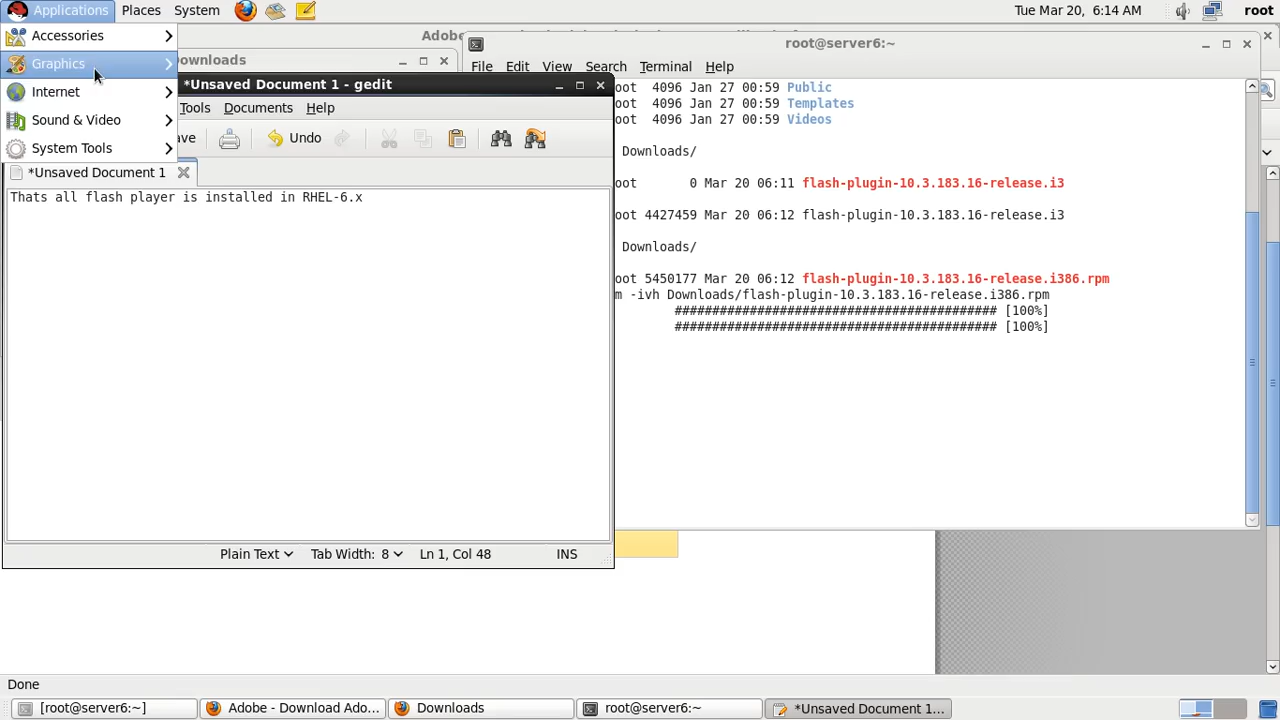 Applications Places System Tue Mar 20, 6:14 AM root
Accessories
Graphics
Internet
Sound & Video
System Tools
ownloads
*Unsaved Document 1 - gedit
Tools Documents Help
ave Undo
*Unsaved Document 1
Thats all flash player is installed in RHEL-6.x
Plain Text Tab Width: 8 Ln 1, Col 48 INS
Ado
root@server6:~
File Edit View Search Terminal Help
oot 4096 Jan 27 00:59 Public
oot 4096 Jan 27 00:59 Templates
oot 4096 Jan 27 00:59 Videos
Downloads/
oot 0 Mar 20 06:11 flash-plugin-10.3.183.16-release.i3
oot 4427459 Mar 20 06:12 flash-plugin-10.3.183.16-release.i3
Downloads/
oot 5450177 Mar 20 06:12 flash-plugin-10.3.183.16-release.i386.rpm
m -ivh Downloads/flash-plugin-10.3.183.16-release.i386.rpm
########################################### [100%]
########################################### [100%]
Done
[root@server6:~] Adobe - Download Ado... Downloads root@server6:~ *Unsaved Document 1...